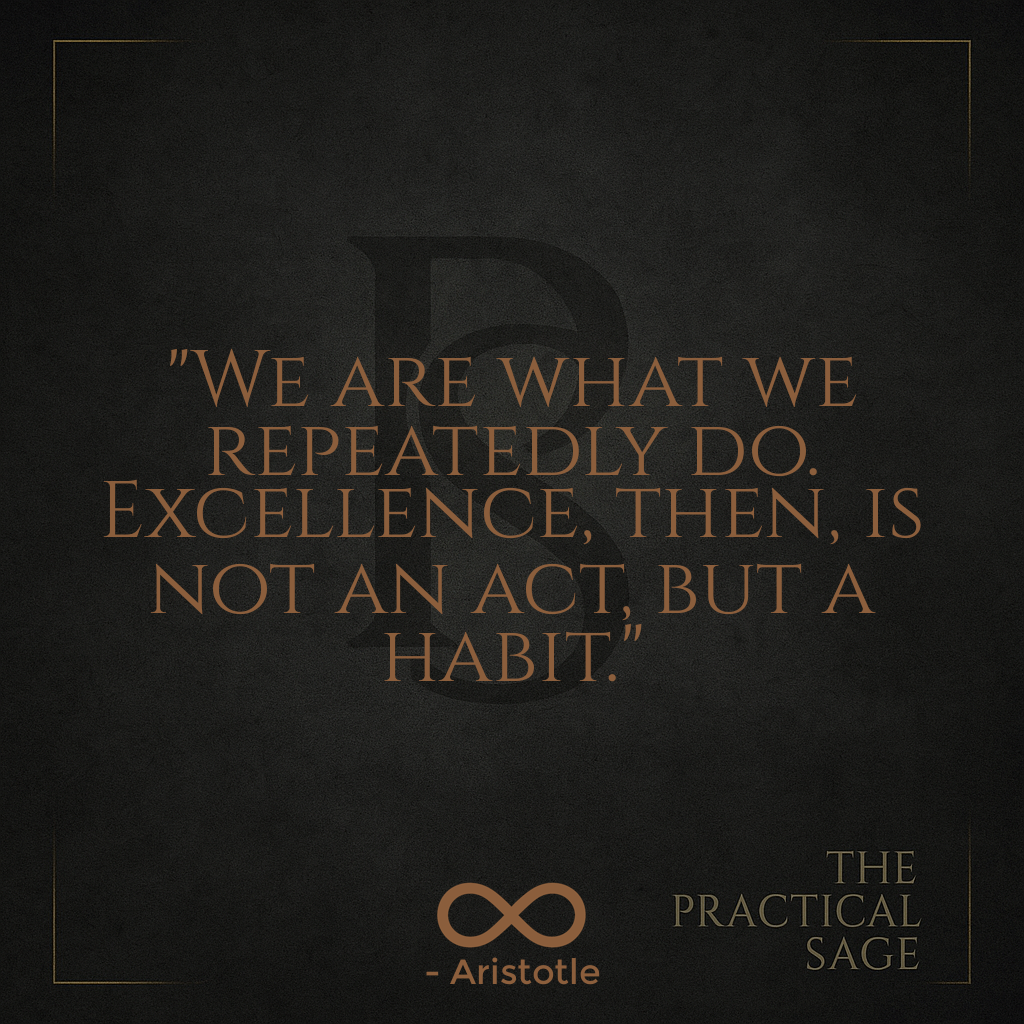 "We are what we
repeatedly do.
Excellence, then, is
not an act, but a
habit."
- Aristotle
THE
PRACTICAL
SAGE